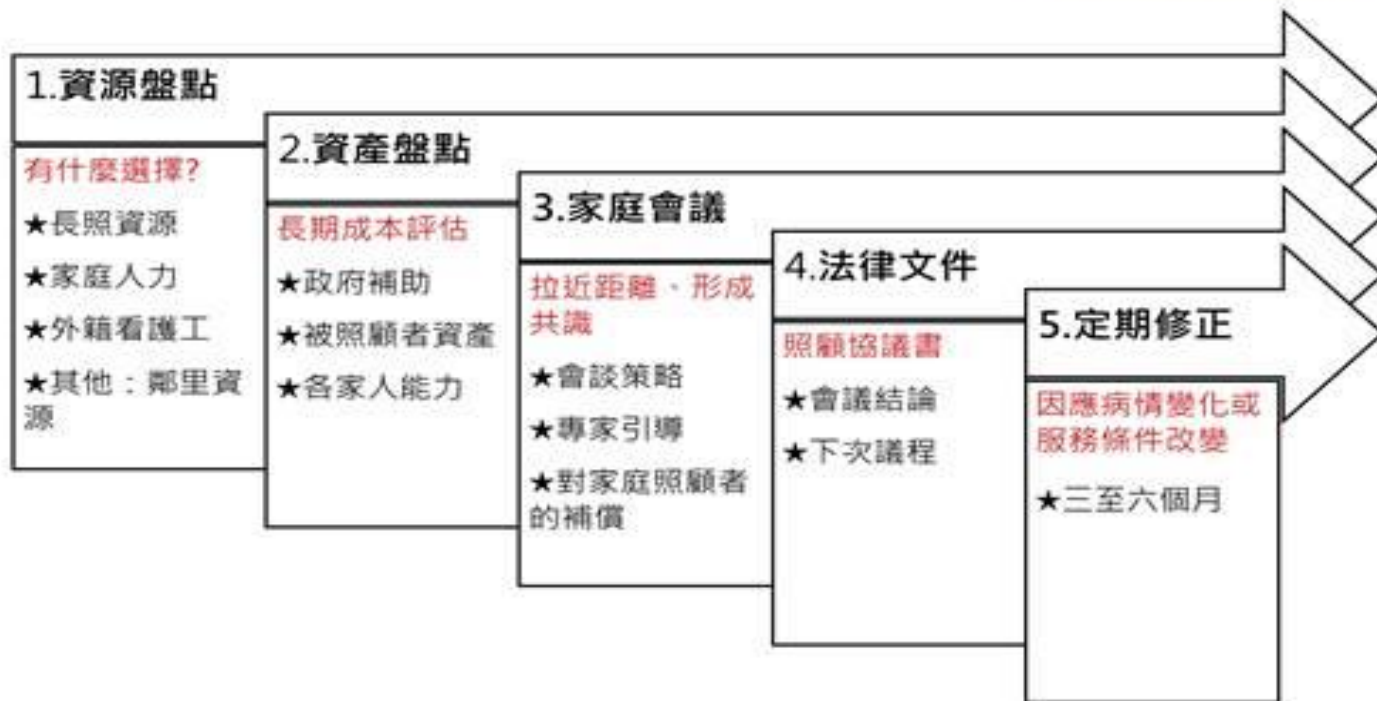 1.資源盤點
有什麼選擇?
★長照資源
★家庭人力
★外籍看護工
★其他：鄰里資
源
2.資產盤點
長期成本評估
★政府補助
★被照顧者資產
★各家人能力
3.家庭會議
拉近距離、形成
共識
★會談策略
★專家引導
★對家庭照顧者
的補償
4.法律文件
照顧協議書
★會議結論
★下次議程
5.定期修正
因應病情變化或
服務條件改變
★三至六個月